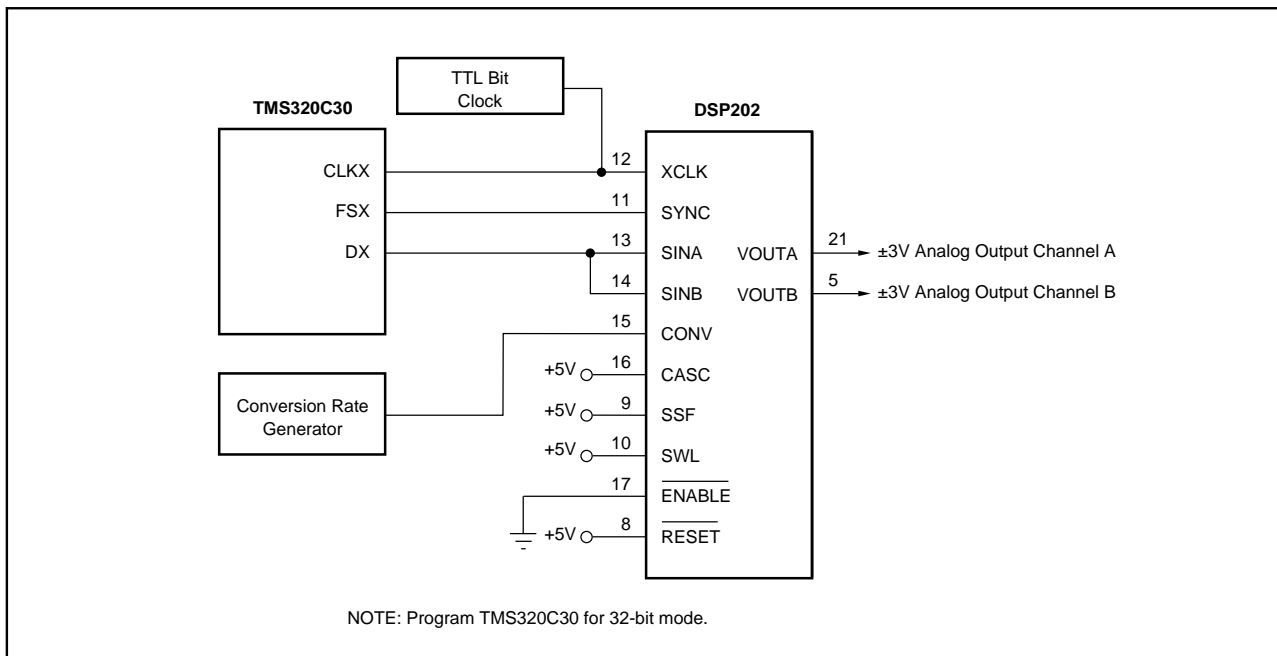 TTL Bit
Clock
TMS320C30
DSP202
CLKX
12
XCLK
FSX
11
SYNC
DX
13
SINA
VOUTA
21
±3V Analog Output Channel A
14
SINB
VOUTB
5
±3V Analog Output Channel B
15
CONV
+5V
16
CASC
Conversion Rate
Generator
+5V
9
SSF
+5V
10
SWL
17
ENABLE
+5V
8
RESET
NOTE: Program TMS320C30 for 32-bit mode.